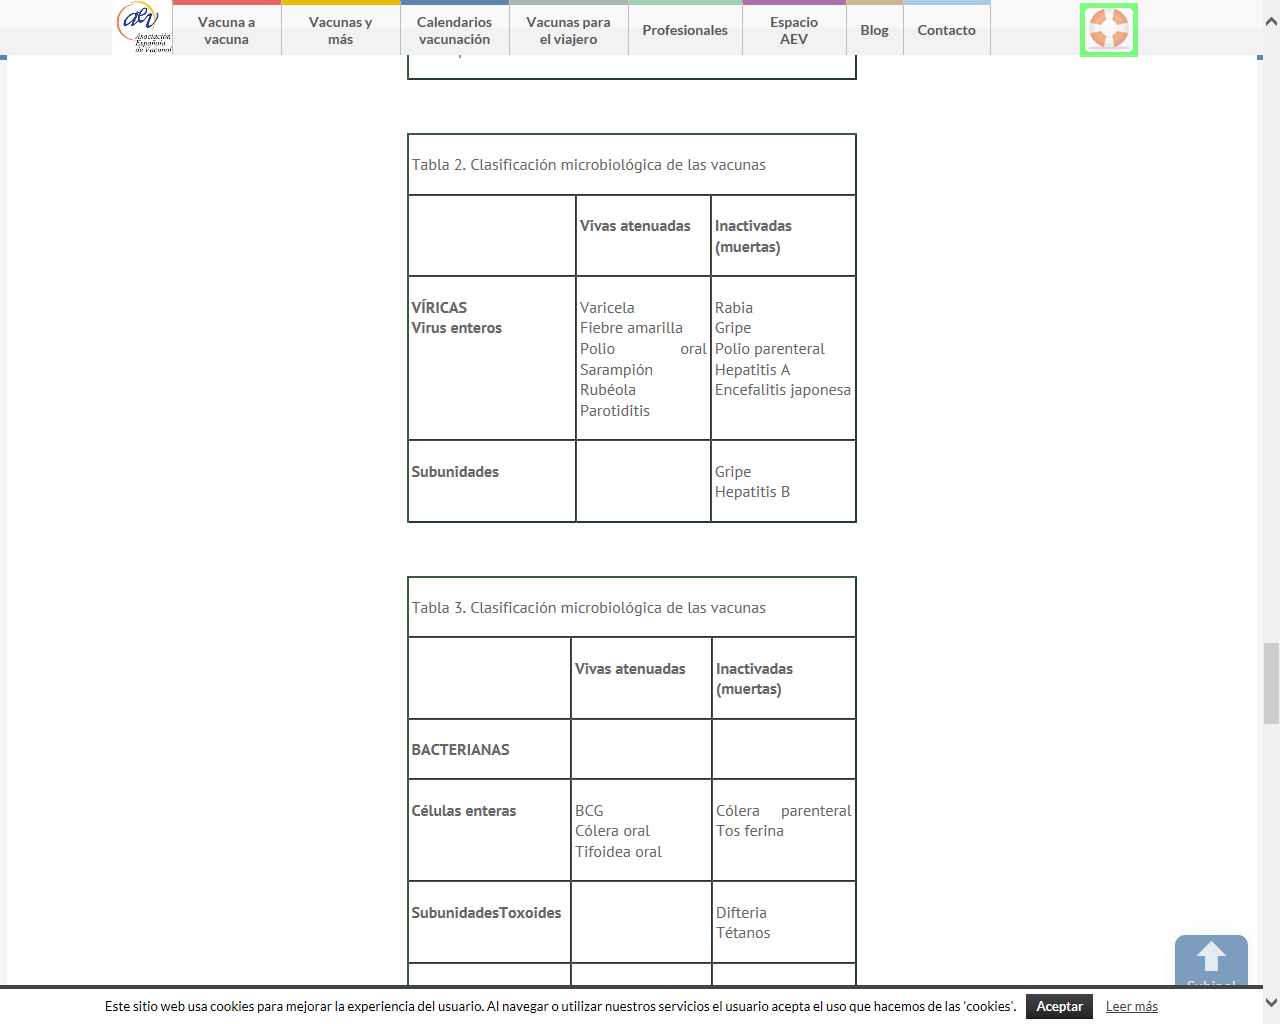 aev
Asociación
Española
de Vacunol
Vacuna a
vacuna
Vacunas y
más
Calendarios
vacunación
Vacunas para
el viajero
Profesionales
Espacio
AEV
Blog
Contacto
Tabla 2. Clasificación microbiológica de las vacunas
Vivas atenuadas
Inactivadas
(muertas)
VÍRICAS
Virus enteros
Varicela
Fiebre amarilla
Polio oral
Sarampión
Rubéola
Parotiditis
Rabia
Gripe
Polio parenteral
Hepatitis A
Encefalitis japonesa
Subunidades
Gripe
Hepatitis B
Tabla 3. Clasificación microbiológica de las vacunas
Vivas atenuadas
Inactivadas
(muertas)
BACTERIANAS
Células enteras
BCG
Cólera oral
Tifoidea oral
Cólera parenteral
Tos ferina
SubunidadesToxoides
Difteria
Tétanos
Este sitio web usa cookies para mejorar la experiencia del usuario. Al navegar o utilizar nuestros servicios el usuario acepta el uso que hacemos de las 'cookies'. Aceptar Leer más